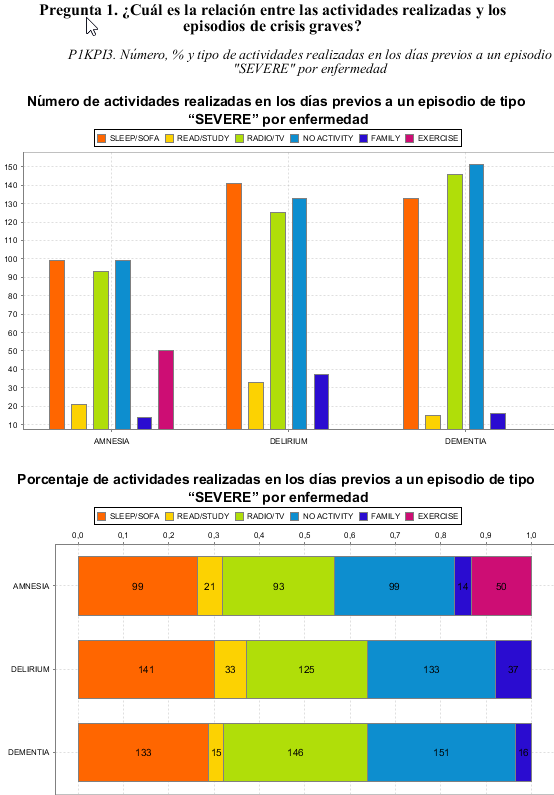 Pregunta 1. ¿Cuál es la relación entre las actividades realizadas y los
episodios de crisis graves?
P1KPI3. Número, % y tipo de actividades realizadas en los días previos a un episodio
"SEVERE" por enfermedad
Número de actividades realizadas en los días previos a un episodio de tipo
“SEVERE” por enfermedad
SLEEP/SOFA READ/STUDY RADIO/TV NO ACTIVITY FAMILY EXERCISE
150
140
130
120
110
100
90
80
70
60
50
40
30
20
10
AMNESIA DELIRIUM DEMENTIA
Porcentaje de actividades realizadas en los días previos a un episodio de tipo
“SEVERE” por enfermedad
SLEEP/SOFA READ/STUDY RADIO/TV NO ACTIVITY FAMILY EXERCISE
0,0 0,1 0,2 0,3 0,4 0,5 0,6 0,7 0,8 0,9 1,0
AMNESIA 99 21 93 99 14 50
DELIRIUM 141 33 125 133 37
DEMENTIA 133 15 146 151 16